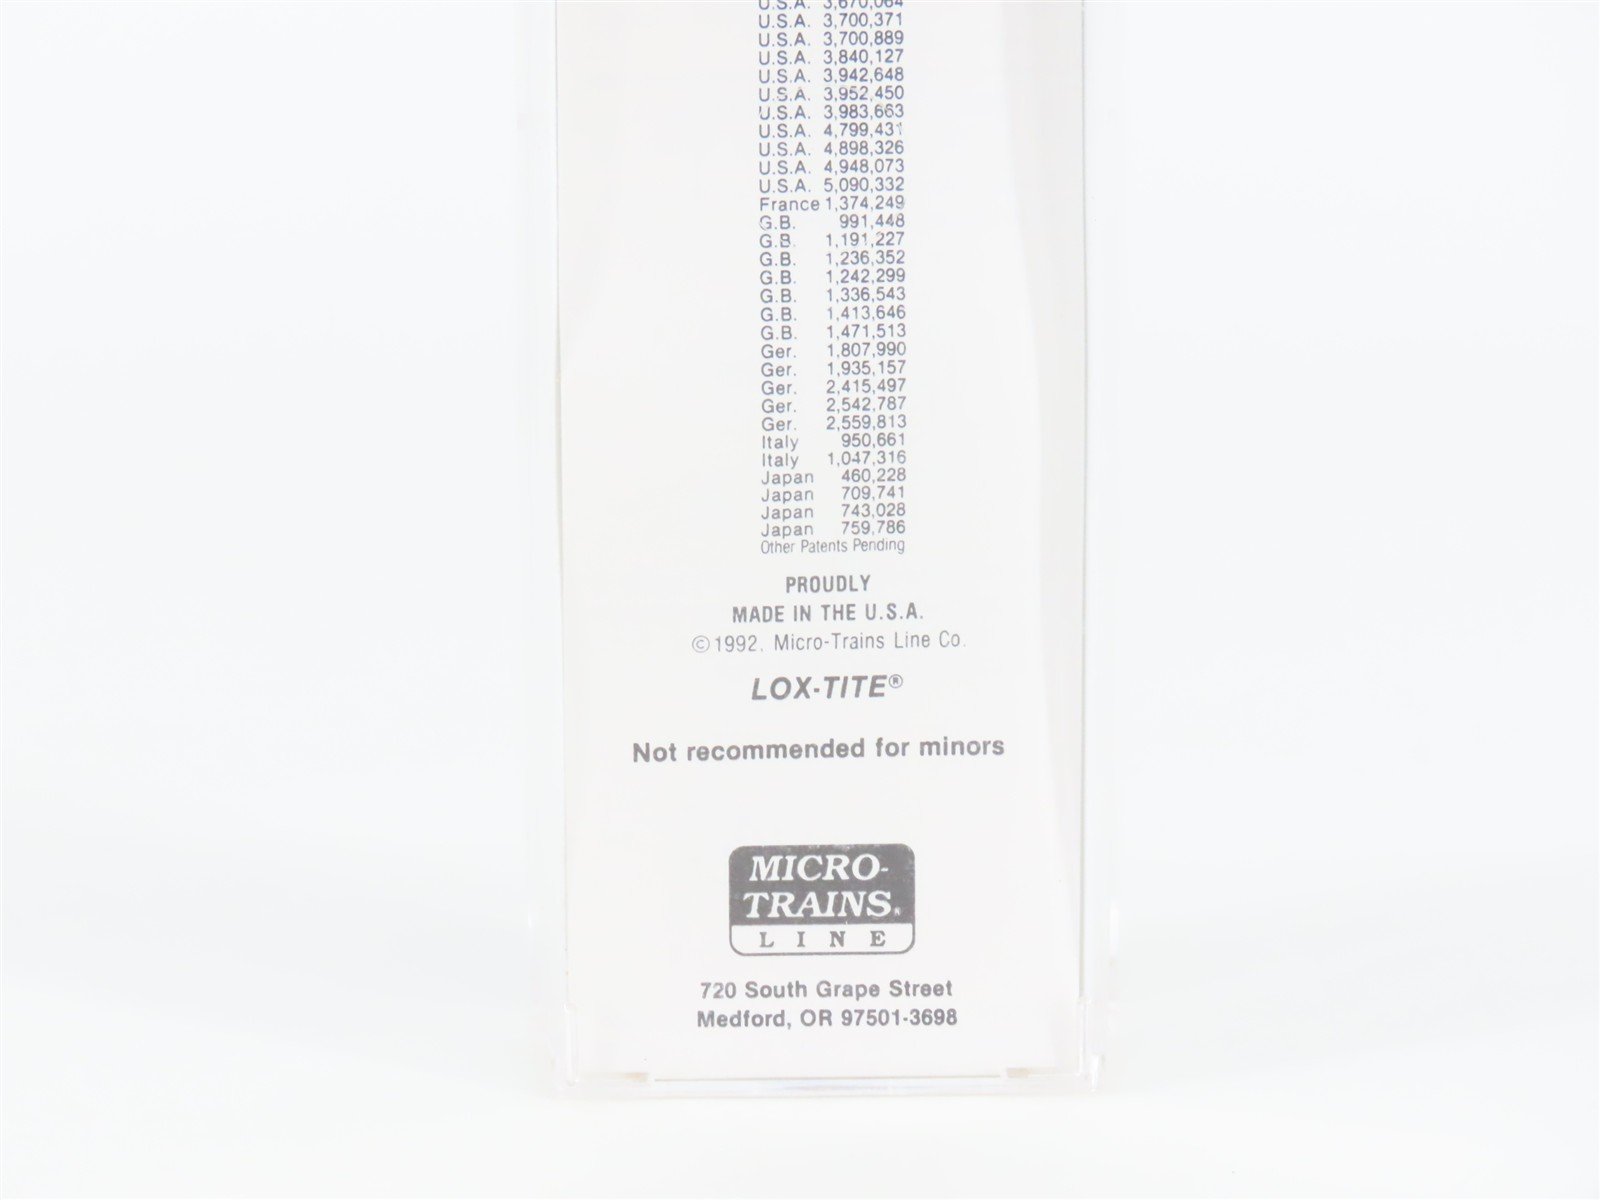 U.S.A. 3,670,064
U.S.A. 3,700,371
U.S.A. 3,700,889
U.S.A. 3,840,127
U.S.A. 3,942,648
U.S.A. 3,952,450
U.S.A. 3,983,663
U.S.A. 4,799,431
U.S.A. 4,898,326
U.S.A. 4,948,073
U.S.A. 5,090,332
France 1,374,249
G.B. 991,448
G.B. 1,191,227
G.B. 1,236,352
G.B. 1,242,299
G.B. 1,336,543
G.B. 1,413,646
G.B. 1,471,513
Ger. 1,807,990
Ger. 1,935,157
Ger. 2,415,497
Ger. 2,542,787
Ger. 2,559,813
Italy 950,661
Italy 1,047,316
Japan 460,228
Japan 709,741
Japan 743,028
Japan 759,786
Other Patents Pending
PROUDLY
MADE IN THE U.S.A.
©1992. Micro-Trains Line Co.
LOX-TITE®
Not recommended for minors
MICRO-
TRAINS®
LINE
720 South Grape Street
Medford, OR 97501-3698